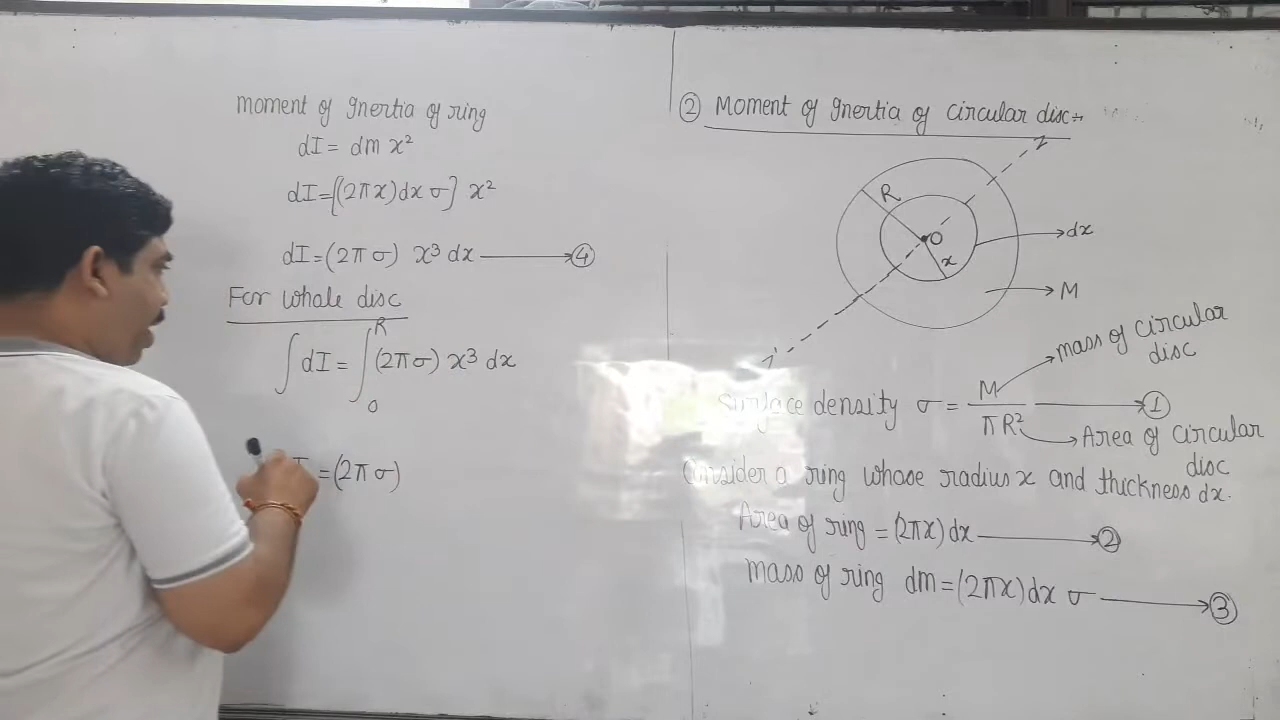 moment of Inertia of ring
dI = dm x²
dI = [(2πx)dx σ] x²
dI = (2π σ) x³ dx ④
For whole disc
∫dI = ∫₀ᴿ (2πσ) x³ dx
I = (2π σ)
② Moment of Inertia of circular disc:-
Z
R
O
dx
x
M
Z'
mass of circular
disc
Surface density σ = M / πR² ①
Area of circular
disc
Consider a ring whose radius x and thickness dx.
Area of ring = (2πx) dx ②
mass of ring dm = (2πx) dx σ ③